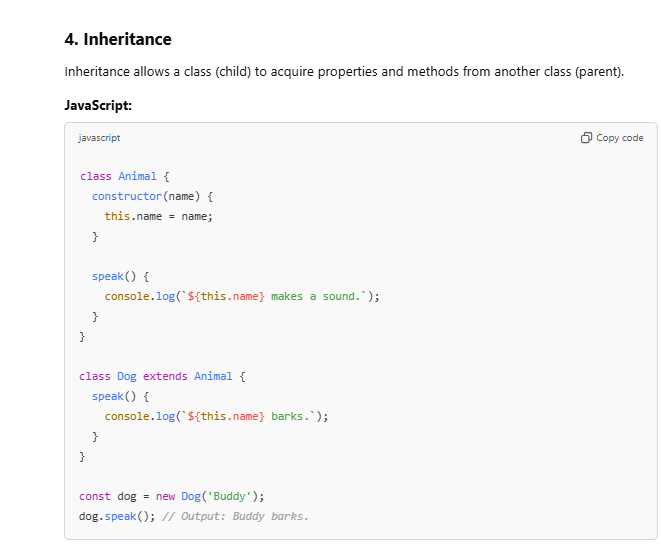 4. Inheritance
Inheritance allows a class (child) to acquire properties and methods from another class (parent).
JavaScript:
javascript
Copy code
class Animal {
  constructor(name) {
    this.name = name;
  }

  speak() {
    console.log(`${this.name} makes a sound.`);
  }
}

class Dog extends Animal {
  speak() {
    console.log(`${this.name} barks.`);
  }
}

const dog = new Dog('Buddy');
dog.speak(); // Output: Buddy barks.